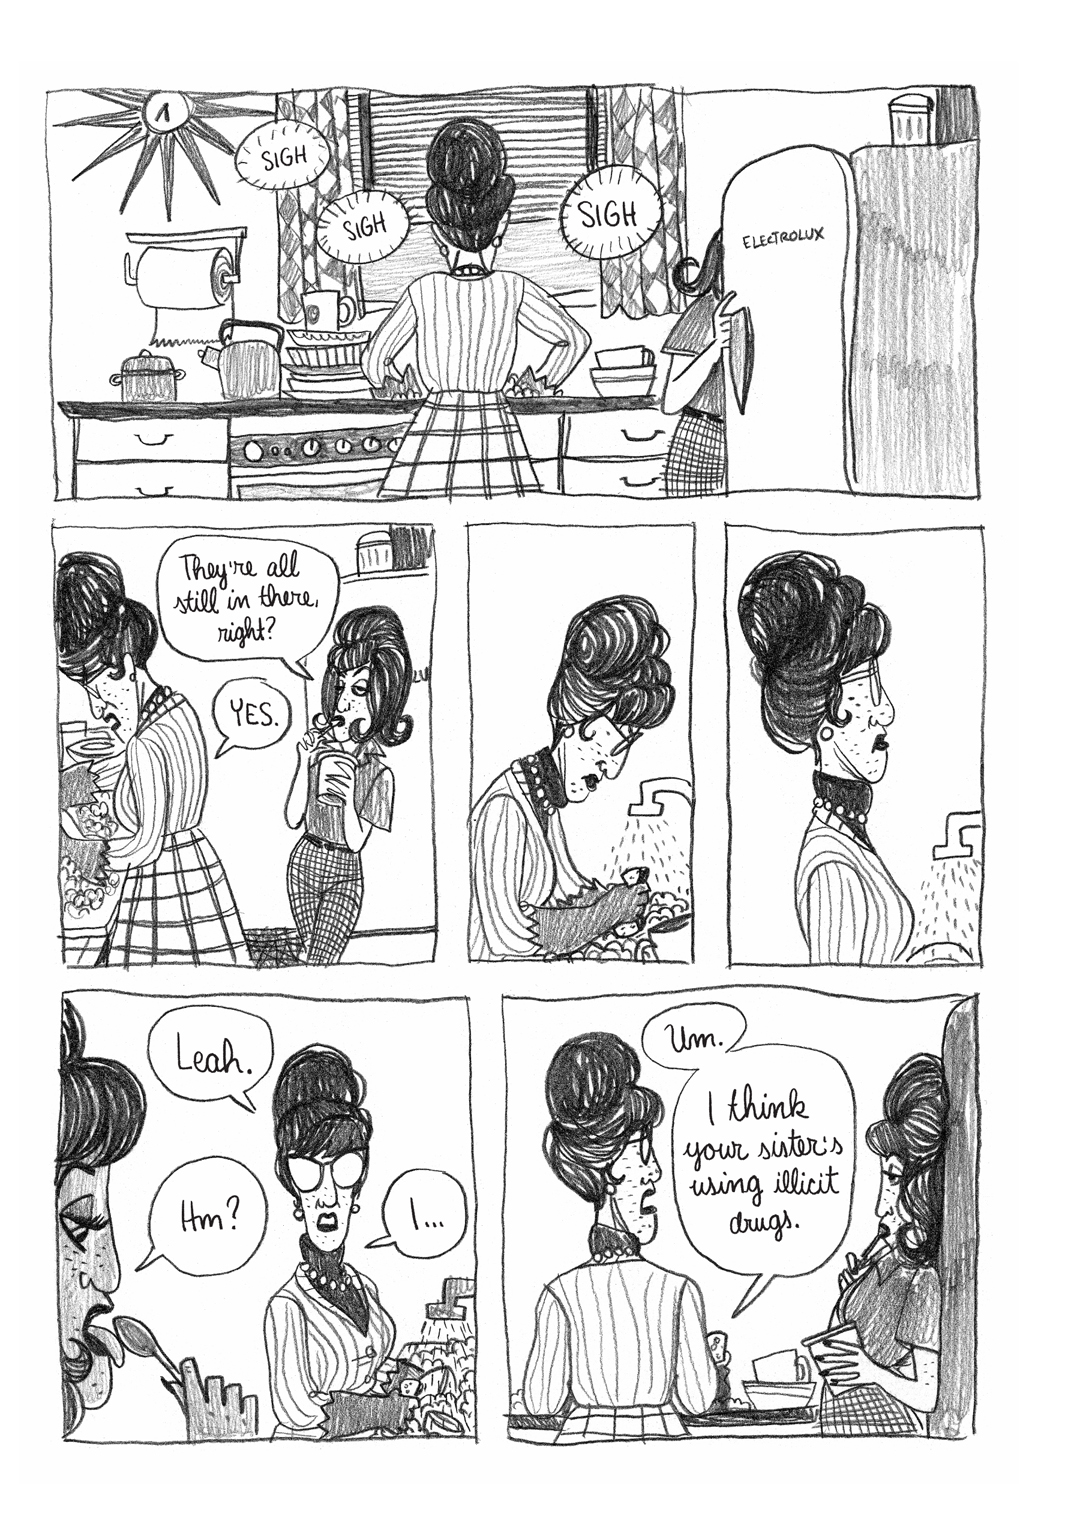 SIGH
SIGH
SIGH
ELECTROLUX
They're all
still in there,
right?
YES.
Leah.
Hm?
I...
Um.
I think
your sister's
using illicit
drugs.